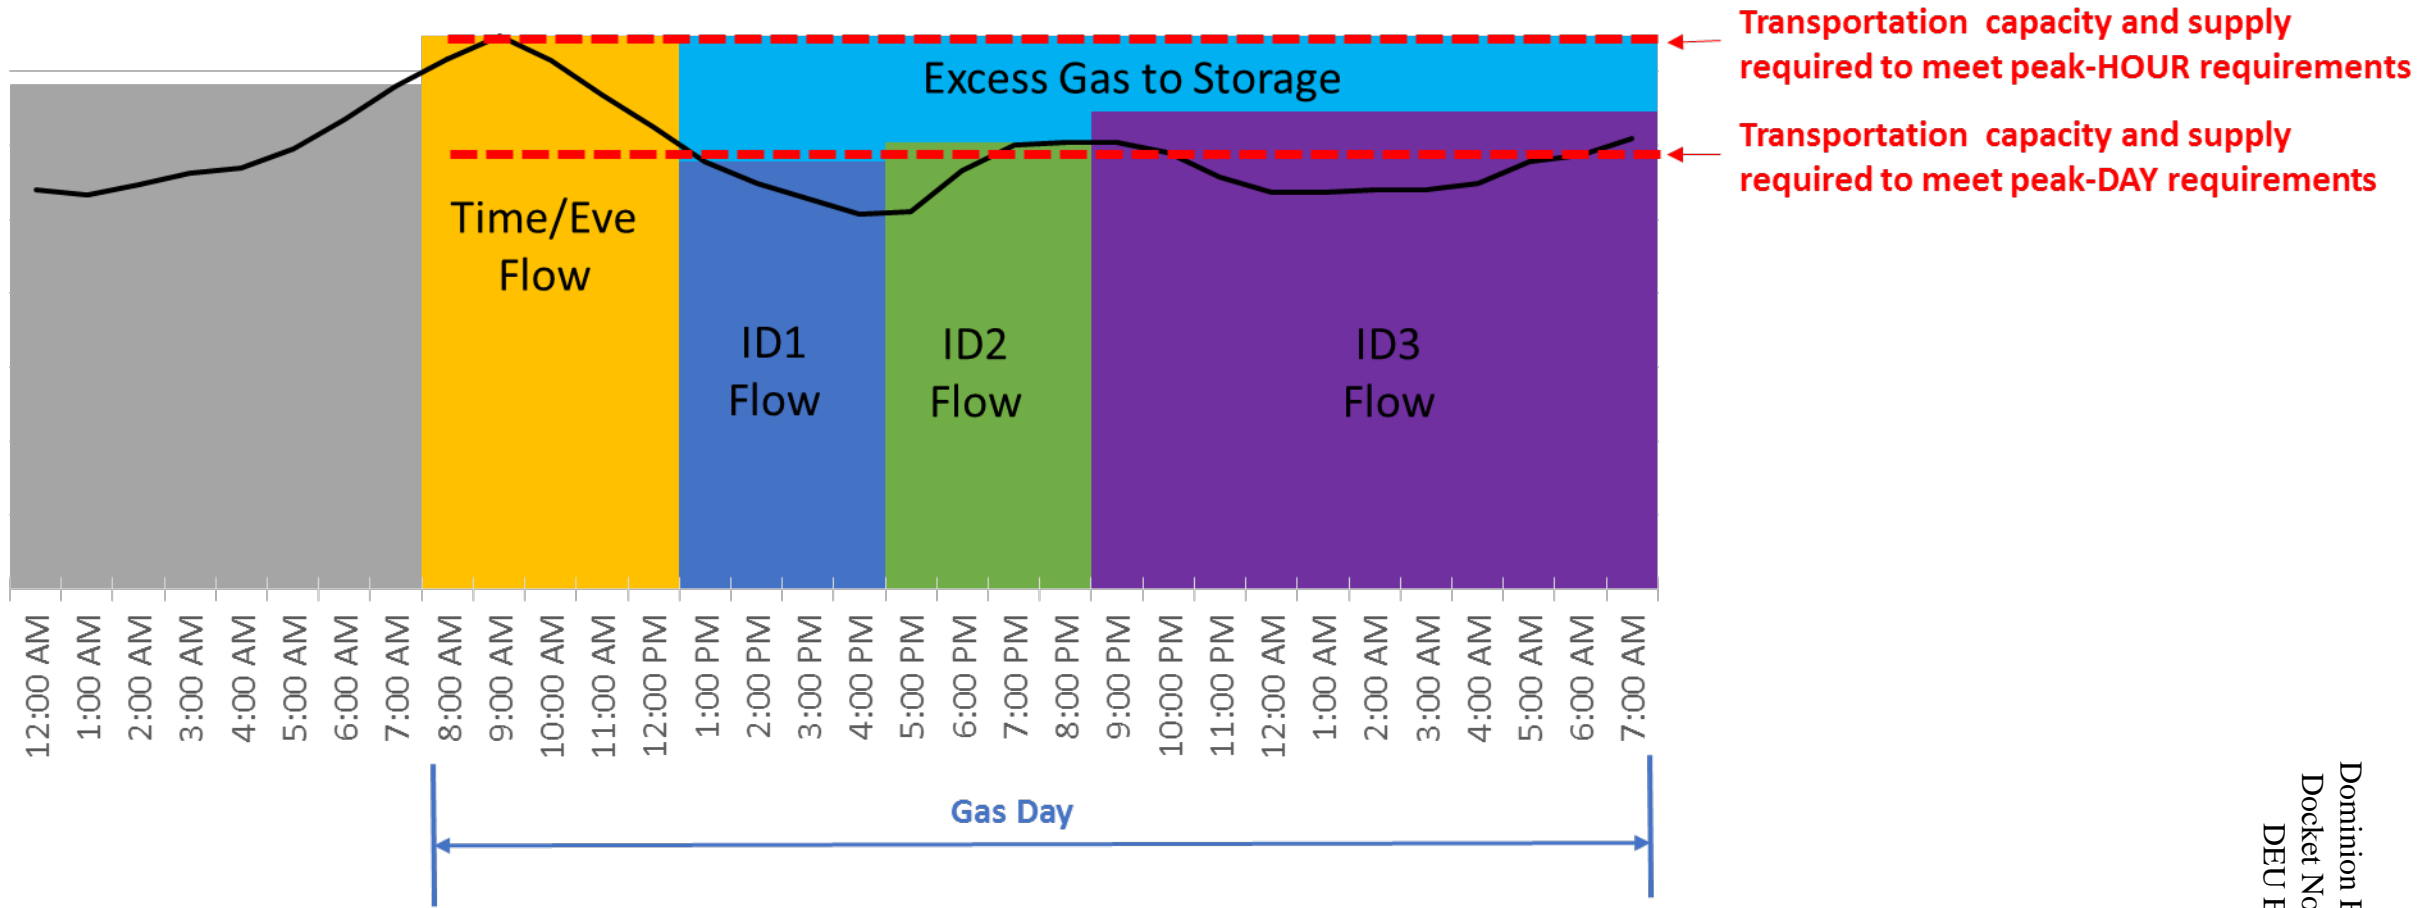 Transportation capacity and supply
required to meet peak-HOUR requirements
Excess Gas to Storage
Transportation capacity and supply
required to meet peak-DAY requirements
Time/Eve
Flow
ID1
Flow
ID2
Flow
ID3
Flow
12:00 AM
1:00 AM
2:00 AM
3:00 AM
4:00 AM
5:00 AM
6:00 AM
7:00 AM
8:00 AM
9:00 AM
10:00 AM
11:00 AM
12:00 PM
1:00 PM
2:00 PM
3:00 PM
4:00 PM
5:00 PM
6:00 PM
7:00 PM
8:00 PM
9:00 PM
10:00 PM
11:00 PM
12:00 AM
1:00 AM
2:00 AM
3:00 AM
4:00 AM
5:00 AM
6:00 AM
7:00 AM
Gas Day
Dominion
Docket No
DEU